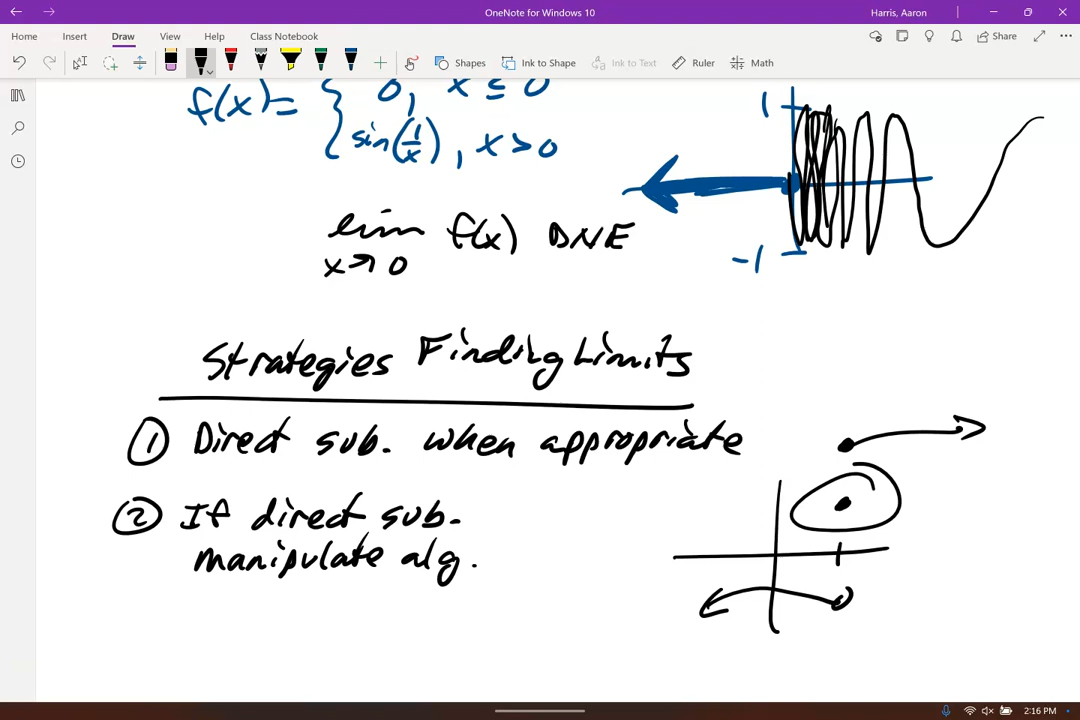 OneNote for Windows 10
Harris, Aaron
Home Insert Draw View Help Class Notebook
Share
Shapes Ink to Shape Ink to Text Ruler Math
f(x)= { 0, x ≤ 0
sin(1/x), x > 0
1
-1
lim f(x) DNE
x→0
Strategies Finding Limits
① Direct sub. when appropriate
② If direct sub.
manipulate alg.
2:16 PM